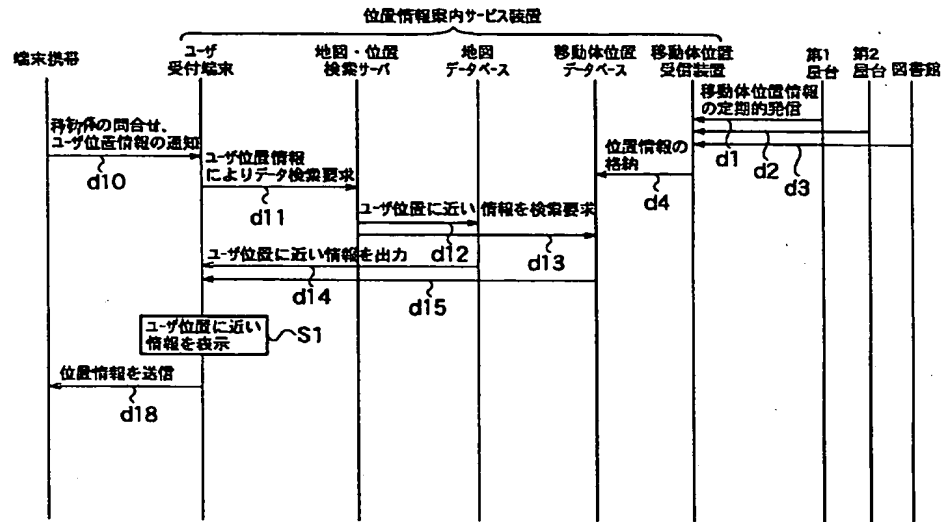 位置情報案内サービス装置
端末携帯
ユーザ
受付端末
地図・位置
検索サーバ
地図
データベース
移動体位置
データベース
移動体位置
受信装置
第1
屋台
第2
屋台
図書館
移動体位置情報
の定期的発信
d1
d2
d3
位置情報の
格納
d4
移動体の問合せ、
ユーザ位置情報の通知
d10
ユーザ位置情報
によりデータ検索要求
d11
ユーザ位置に近い情報を検索要求
d12
d13
ユーザ位置に近い情報を出力
d14
d15
ユーザ位置に近い
情報を表示
S1
位置情報を送信
d18